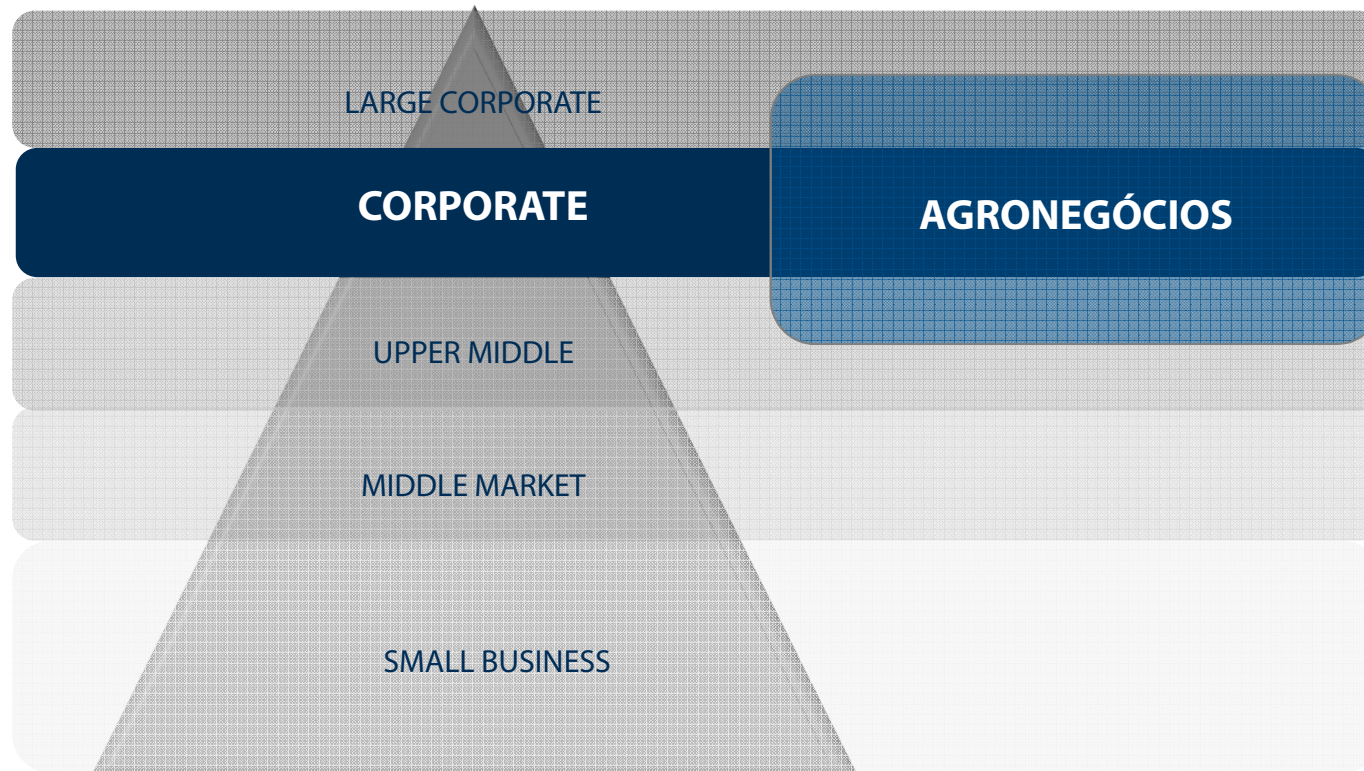 LARGE CORPORATE
CORPORATE
AGRONEGÓCIOS
UPPER MIDDLE
MIDDLE MARKET
SMALL BUSINESS